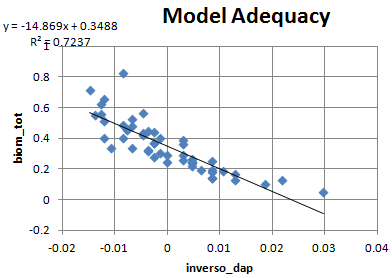 Model Adequacy
y = -14.869x + 0.3488
R² = 0.7237
1
0.8
0.6
0.4
0.2
0
-0.2
biom_tot
-0.02
-0.01
0
0.01
0.02
0.03
0.04
inverso_dap